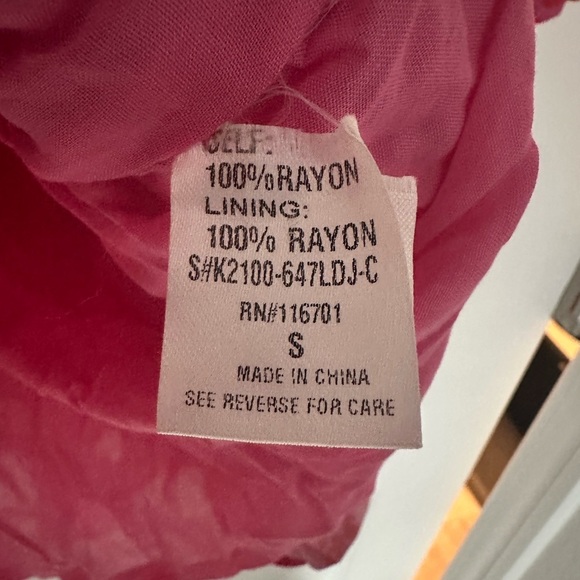 SELF:
100% RAYON
LINING:
100% RAYON
S#K2100-647LDJ-C
RN#116701
S
MADE IN CHINA
SEE REVERSE FOR CARE